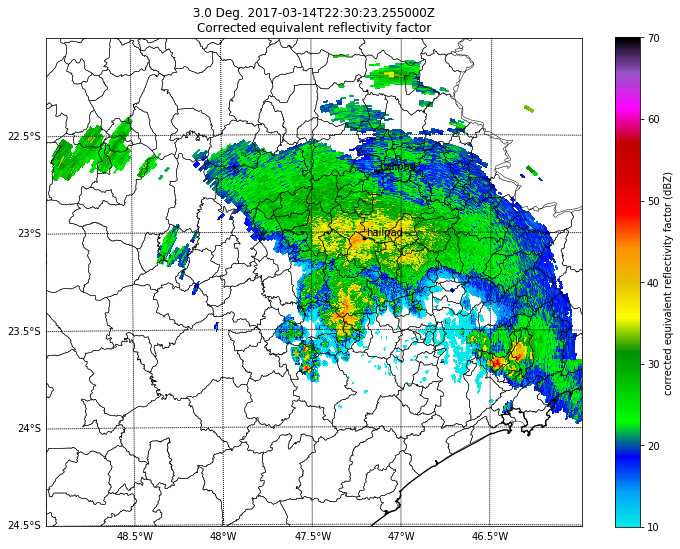 3.0 Deg. 2017-03-14T22:30:23.255000Z
Corrected equivalent reflectivity factor
22.5°S
23°S
23.5°S
24°S
24.5°S
48.5°W
48°W
47.5°W
47°W
46.5°W
hailpad
70
60
50
40
30
20
10
corrected equivalent reflectivity factor (dBZ)